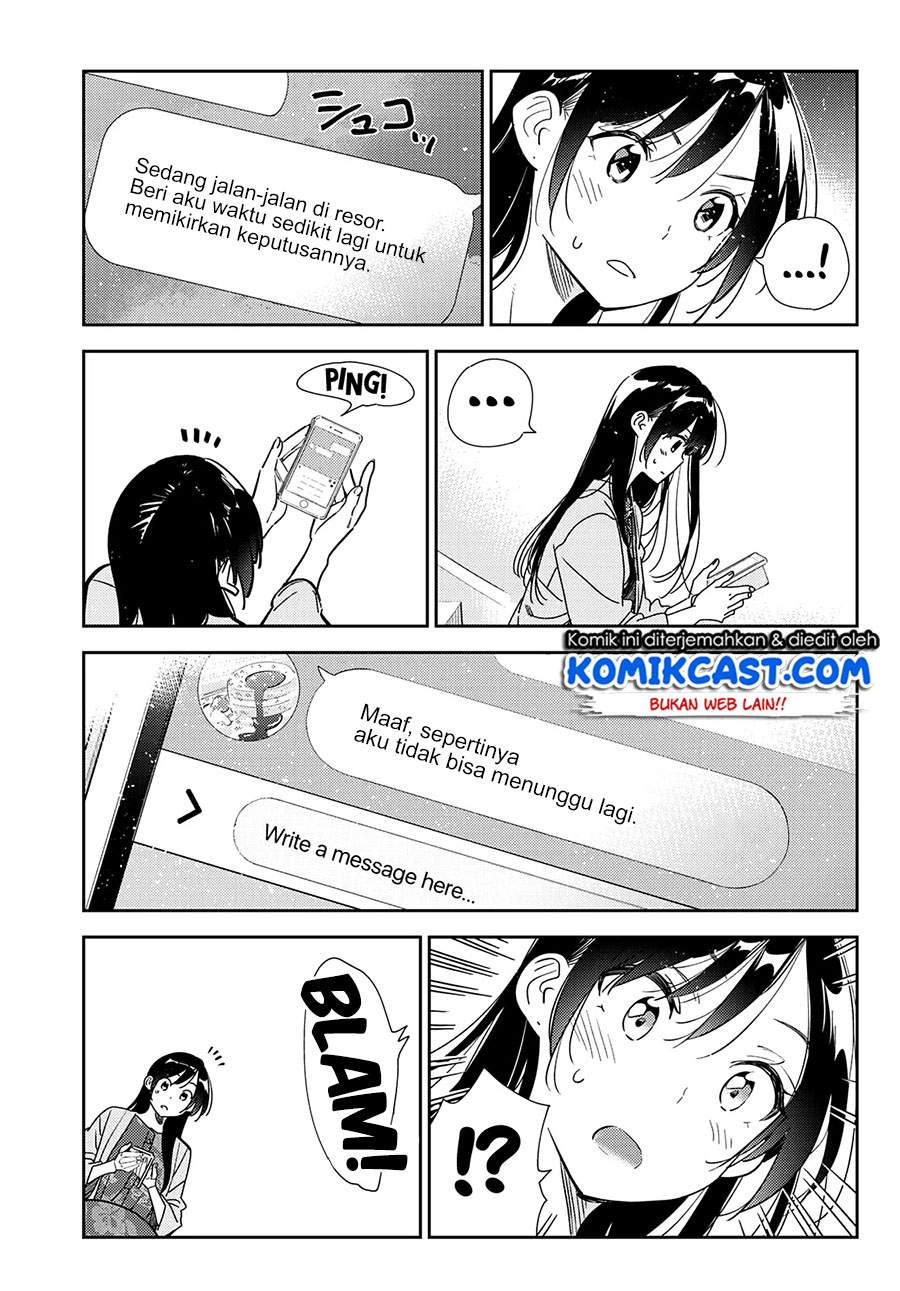 シュコッ
Sedang jalan-jalan di resor.
Beri aku waktu sedikit lagi untuk
memikirkan keputusannya.
....!
PING!
...
Komik ini diterjemahkan & diedit oleh
KOMIKCAST.COM
BUKAN WEB LAIN!!
Maaf, sepertinya
aku tidak bisa menunggu lagi.
Write a message here...
BLAM!
!?